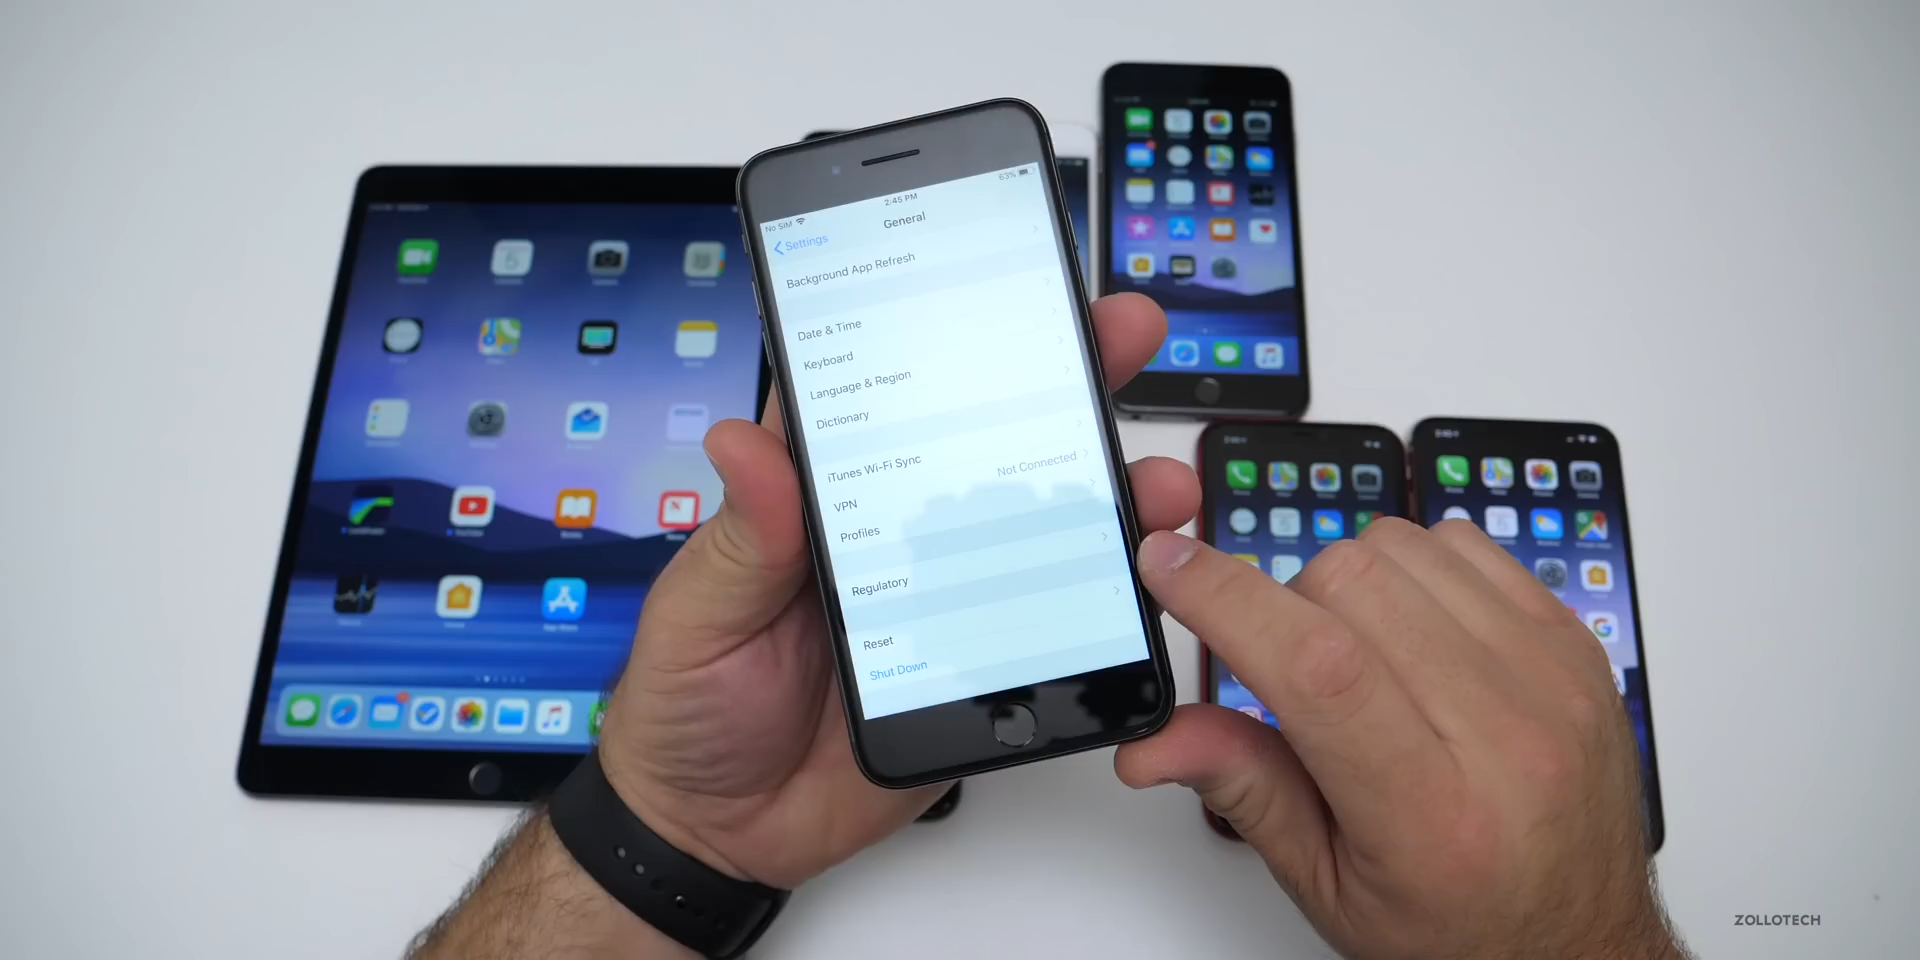 No SIM
2:45 PM
63%
Settings
General
Background App Refresh
Date & Time
Keyboard
Language & Region
Dictionary
iTunes Wi-Fi Sync
VPN
Not Connected
Profiles
Regulatory
Reset
Shut Down
ZOLLOTECH